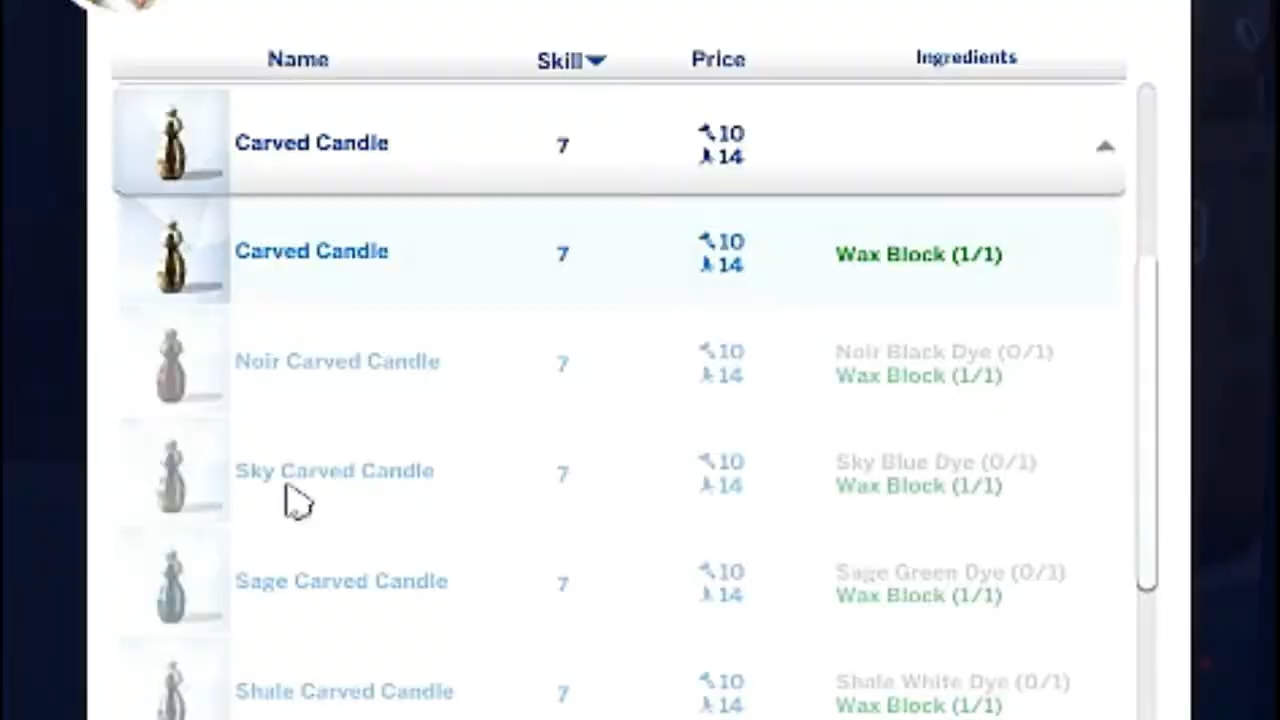 Name Skill Price Ingredients
Carved Candle 7 10
14
Carved Candle 7 10
14 Wax Block (1/1)
Noir Carved Candle 7 10 Noir Black Dye (0/1)
14 Wax Block (1/1)
Sky Carved Candle 7 10 Sky Blue Dye (0/1)
14 Wax Block (1/1)
Sage Carved Candle 7 10 Sage Green Dye (0/1)
14 Wax Block (1/1)
Shale Carved Candle 7 10 Shale White Dye (0/1)
14 Wax Block (1/1)